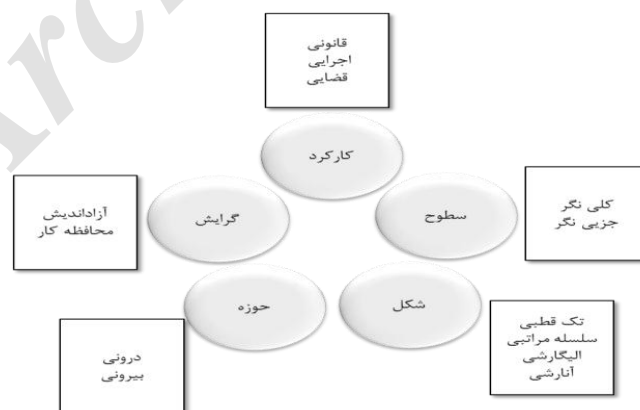 قانونی
اجرایی
قضایی
کارکرد
کلی نگر
جزیی نگر
سطوح
آزاداندیش
محافظه کار
گرایش
تک قطبی
سلسله مراتبی
الیگارشی
آنارشی
شکل
حوزه
درونی
بیرونی